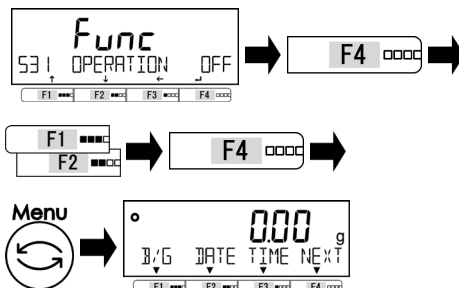 Func
531 OPERATION OFF
F1 F2 F3 F4
F4
F1
F2
F4
Menu
0.00 g
B/G DATE TIME NEXT
F1 F2 F3 F4